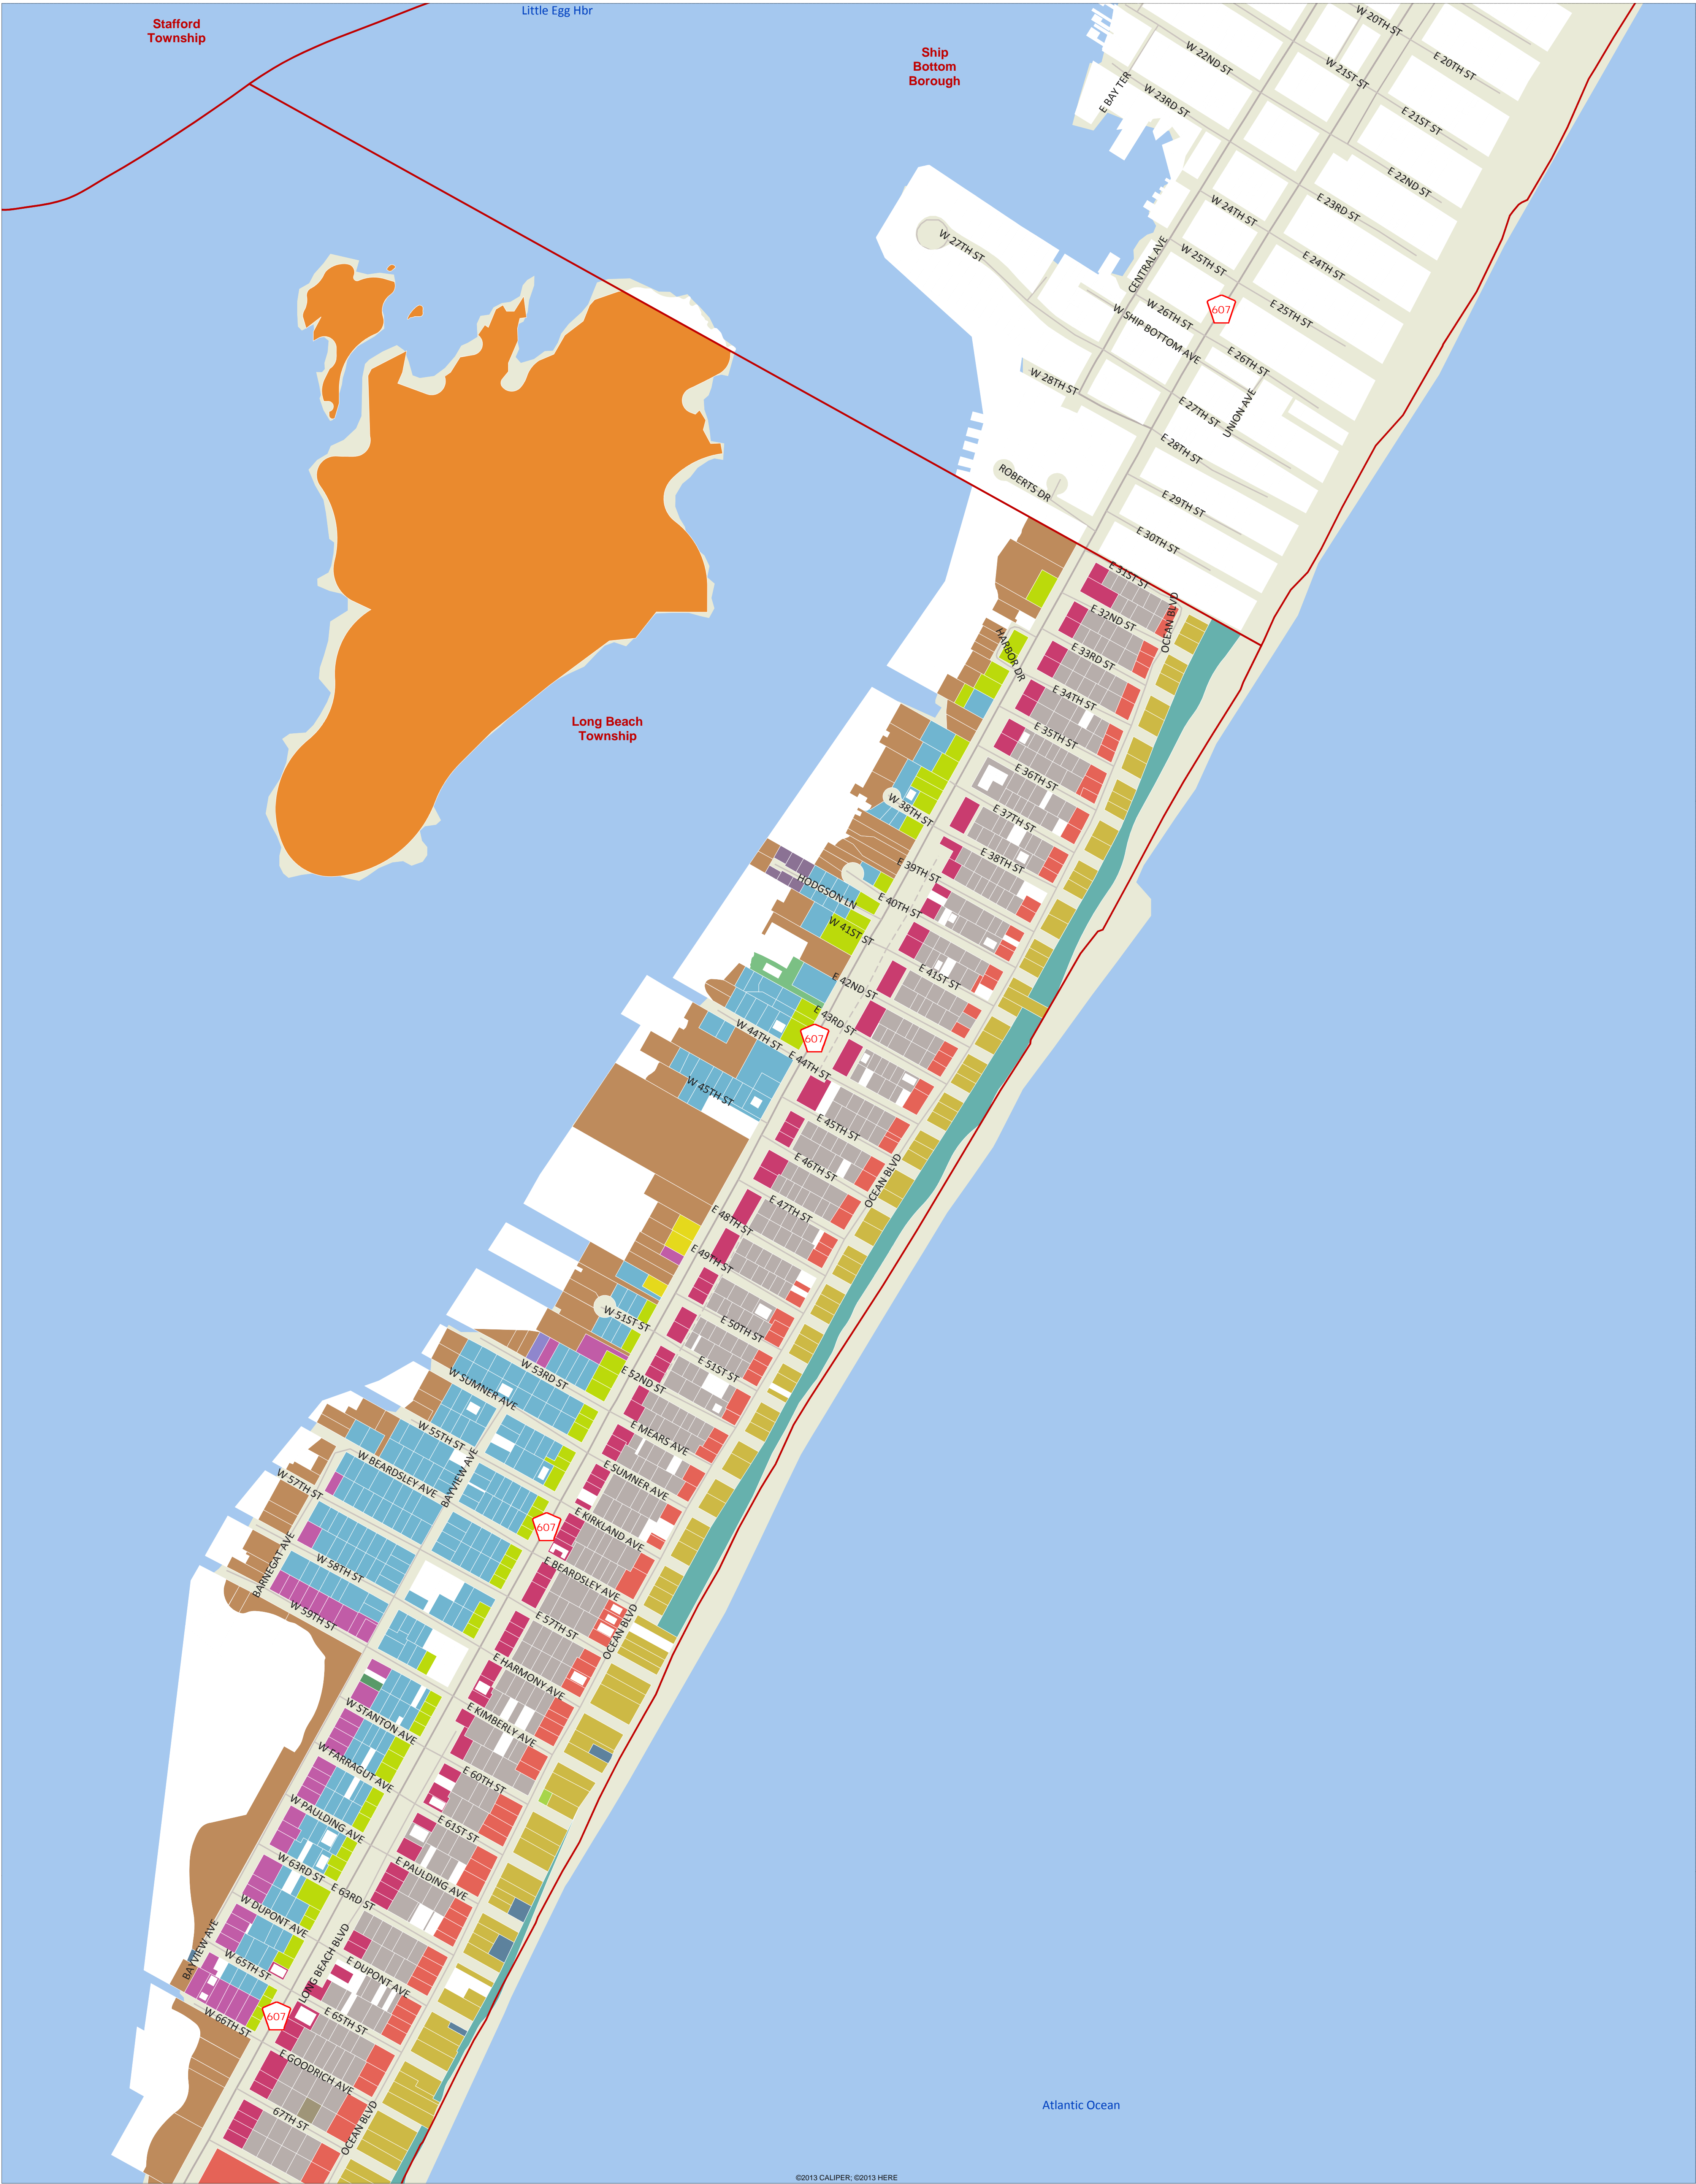 Little Egg Hbr
Stafford
Township
Ship
Bottom
Borough
W 20TH ST
E 20TH ST
W 22ND ST
W 21ST ST
E BAY TER
W 23RD ST
E 21ST ST
E 22ND ST
W 24TH ST
E 23RD ST
W 27TH ST
CENTRAL AVE
W 25TH ST
E 24TH ST
W 26TH ST
607
E 25TH ST
W SHIP BOTTOM AVE
E 26TH ST
W 28TH ST
E 27TH ST
UNION AVE
E 28TH ST
ROBERTS DR
E 29TH ST
E 30TH ST
E 31ST ST
E 32ND ST
OCEAN BLVD
HARBOR DR
E 33RD ST
E 34TH ST
Long Beach
Township
E 35TH ST
E 36TH ST
W 38TH ST
E 37TH ST
E 38TH ST
E 39TH ST
HODGSON LN
E 40TH ST
W 41ST ST
E 41ST ST
E 42ND ST
E 43RD ST
W 44TH ST
607
E 44TH ST
W 45TH ST
E 45TH ST
E 46TH ST
OCEAN BLVD
E 47TH ST
E 48TH ST
E 49TH ST
W 51ST ST
E 50TH ST
W 53RD ST
E 51ST ST
E 52ND ST
W SUMNER AVE
W 55TH ST
E MEARS AVE
W BEARDSLEY AVE
BAYVIEW AVE
E SUMNER AVE
W 57TH ST
607
E KIRKLAND AVE
BARNEGAT AVE
W 58TH ST
E BEARDSLEY AVE
W 59TH ST
E 57TH ST
OCEAN BLVD
E HARMONY AVE
W STANTON AVE
E KIMBERLY AVE
W FARRAGUT AVE
E 60TH ST
W PAULDING AVE
E 61ST ST
W 63RD ST
E PAULDING AVE
E 63RD ST
W DUPONT AVE
BAYVIEW AVE
LONG BEACH BLVD
W 65TH ST
E DUPONT AVE
607
W 66TH ST
E 65TH ST
E GOODRICH AVE
67TH ST
OCEAN BLVD
Atlantic Ocean
©2013 CALIPER; ©2013 HERE